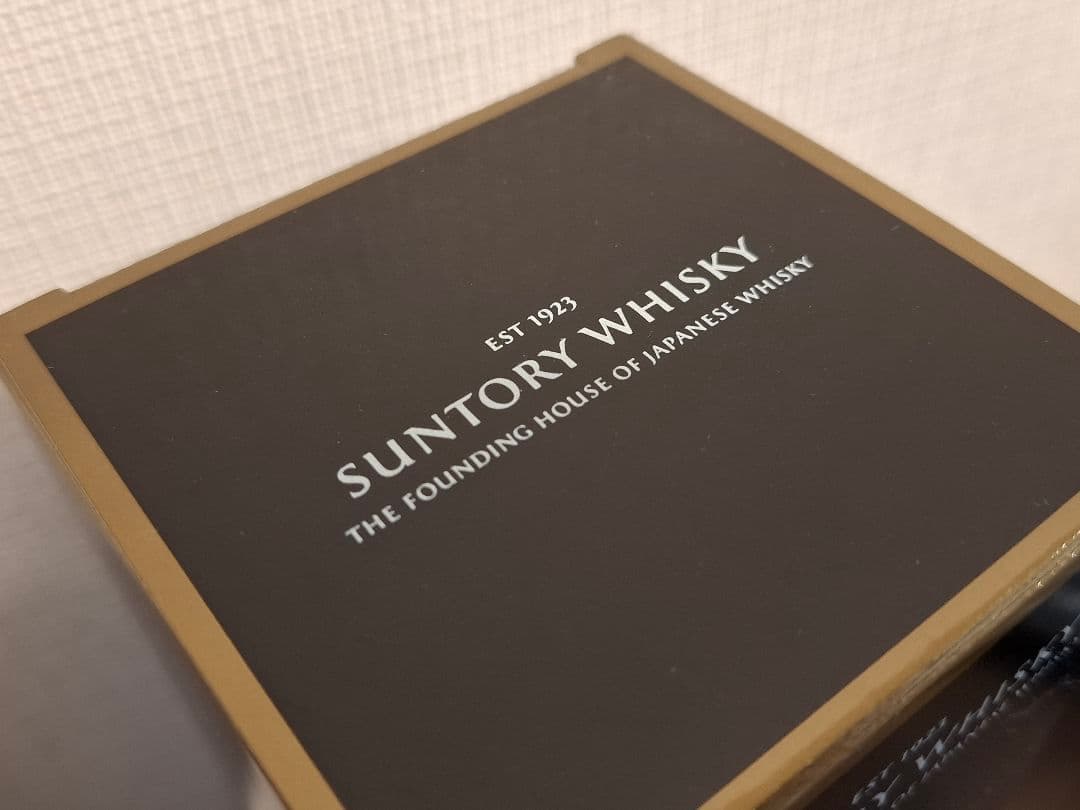 EST 1923
SUNTORY WHISKY
THE FOUNDING HOUSE OF JAPANESE WHISKY